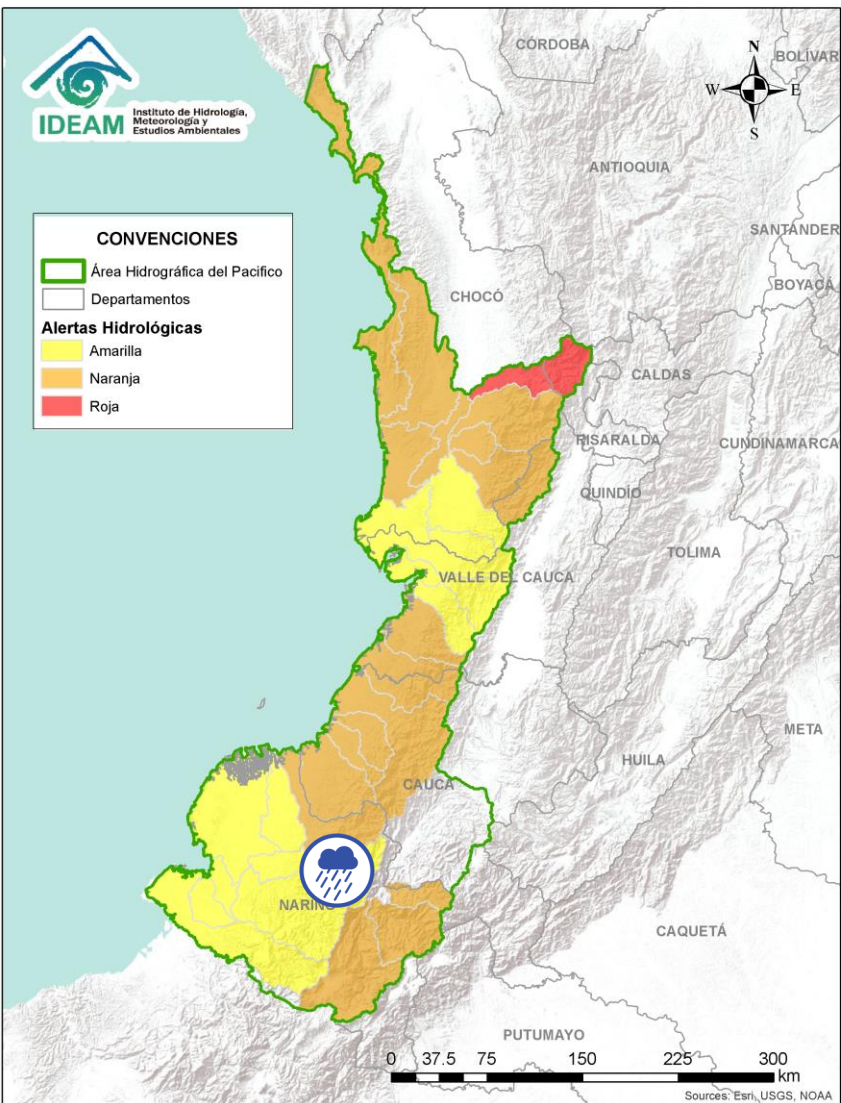 IDEAM
Instituto de Hidrología,
Meteorología y
Estudios Ambientales
N
W
E
S
CÓRDOBA
BOLÍVAR
ANTIOQUIA
SANTANDER
BOYACÁ
CHOCÓ
CALDAS
RISARALDA
CUNDINAMARCA
QUINDÍO
TOLIMA
VALLE DEL CAUCA
META
HUILA
CAUCA
NARIÑO
CAQUETÁ
PUTUMAYO
CONVENCIONES
Área Hidrográfica del Pacifico
Departamentos
Alertas Hidrológicas
Amarilla
Naranja
Roja
0 37.5 75 150 225 300
km
Sources: Esri, USGS, NOAA